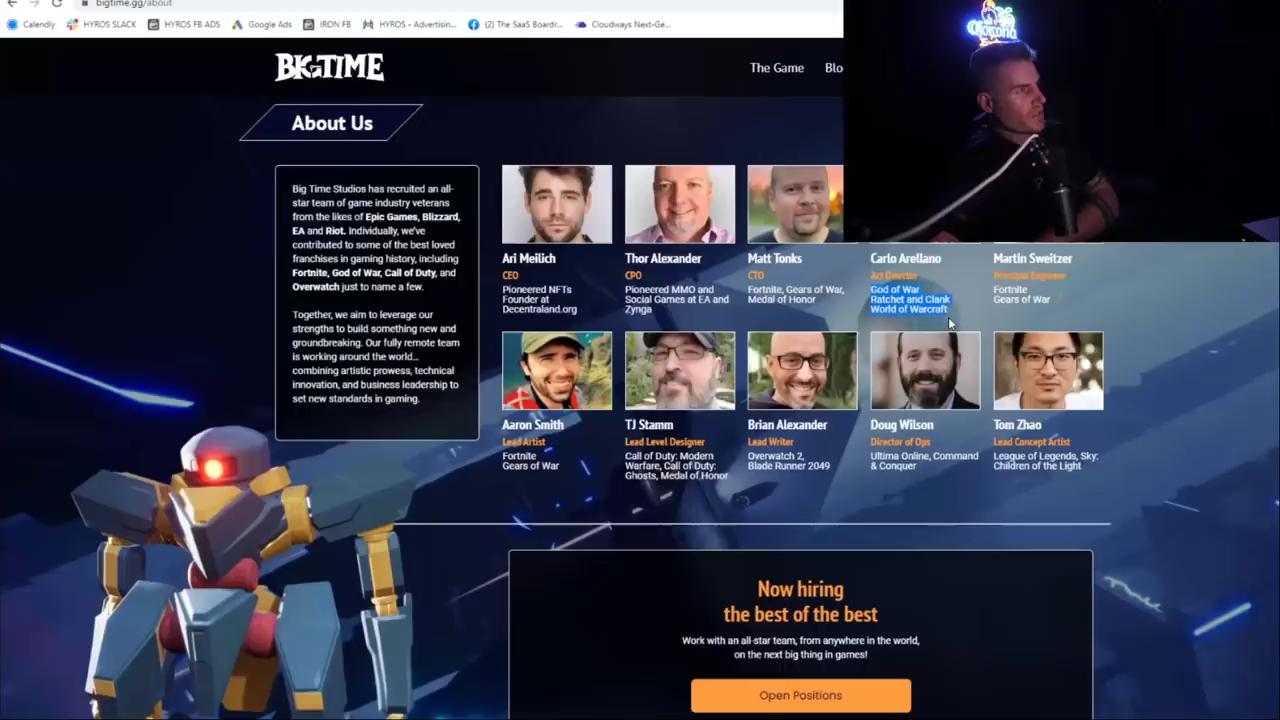 bigtime.gg/about
Calendly
HYROS SLACK
HYROS FB ADS
Google Ads
IRON FB
HYROS - Advertisin...
(2) The SaaS Boardr...
Cloudways Next-Ge...
BIG TIME
The Game
Blo
About Us
Big Time Studios has recruited an all-
star team of game industry veterans
from the likes of Epic Games, Blizzard,
EA and Riot. Individually, we've
contributed to some of the best loved
franchises in gaming history, including
Fortnite, God of War, Call of Duty, and
Overwatch just to name a few.
Together, we aim to leverage our
strengths to build something new and
groundbreaking. Our fully remote team
is working around the world...
combining artistic prowess, technical
innovation, and business leadership to
set new standards in gaming.
Ari Meilich
CEO
Pioneered NFTs
Founder at
Decentraland.org
Thor Alexander
CPO
Pioneered MMO and
Social Games at EA and
Zynga
Matt Tonks
CTO
Fortnite, Gears of War,
Medal of Honor
Carlo Arellano
Art Director
God of War
Ratchet and Clank
World of Warcraft
Martin Sweitzer
Principal Engineer
Fortnite
Gears of War
Aaron Smith
Lead Artist
Fortnite
Gears of War
TJ Stamm
Lead Level Designer
Call of Duty: Modern
Warfare, Call of Duty:
Ghosts, Medal of Honor
Brian Alexander
Lead Writer
Overwatch 2,
Blade Runner 2049
Doug Wilson
Director of Ops
Ultima Online, Command
& Conquer
Tom Zhao
Lead Concept Artist
League of Legends, Sky:
Children of the Light
Now hiring
the best of the best
Work with an all-star team, from anywhere in the world,
on the next big thing in games!
Open Positions